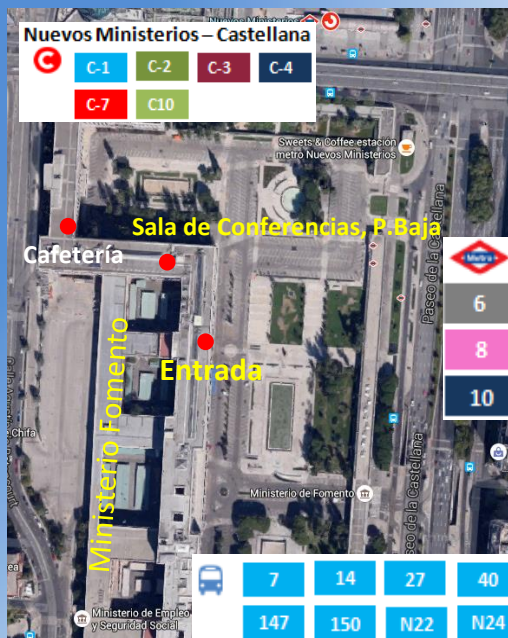 Nuevos Ministerios
Nuevos Ministerios – Castellana
C-1 C-2 C-3 C-4
C-7 C10
Sweets & Coffee estación
metro Nuevos Ministerios
Sala de Conferencias, P.Baja
Cafetería
Metro
6
8
10
Paseo de la Castellana
Entrada
Ministerio Fomento
Chifa
Ministerio de Fomento
Paseo de la Castellana
Ministerio de Empleo
y Seguridad Social
7 14 27 40
147 150 N22 N24